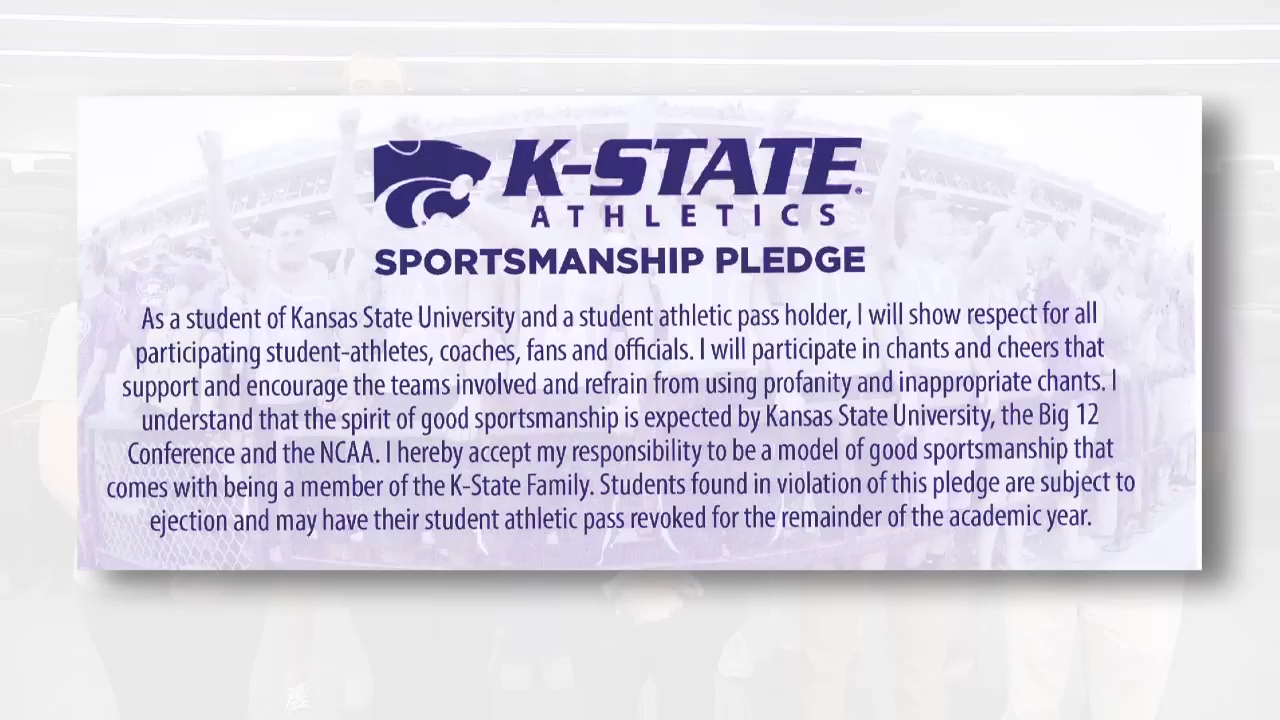 K-STATE
ATHLETICS
SPORTSMANSHIP PLEDGE
As a student of Kansas State University and a student athletic pass holder, I will show respect for all
participating student-athletes, coaches, fans and officials. I will participate in chants and cheers that
support and encourage the teams involved and refrain from using profanity and inappropriate chants. I
understand that the spirit of good sportsmanship is expected by Kansas State University, the Big 12
Conference and the NCAA. I hereby accept my responsibility to be a model of good sportsmanship that
comes with being a member of the K-State Family. Students found in violation of this pledge are subject to
ejection and may have their student athletic pass revoked for the remainder of the academic year.